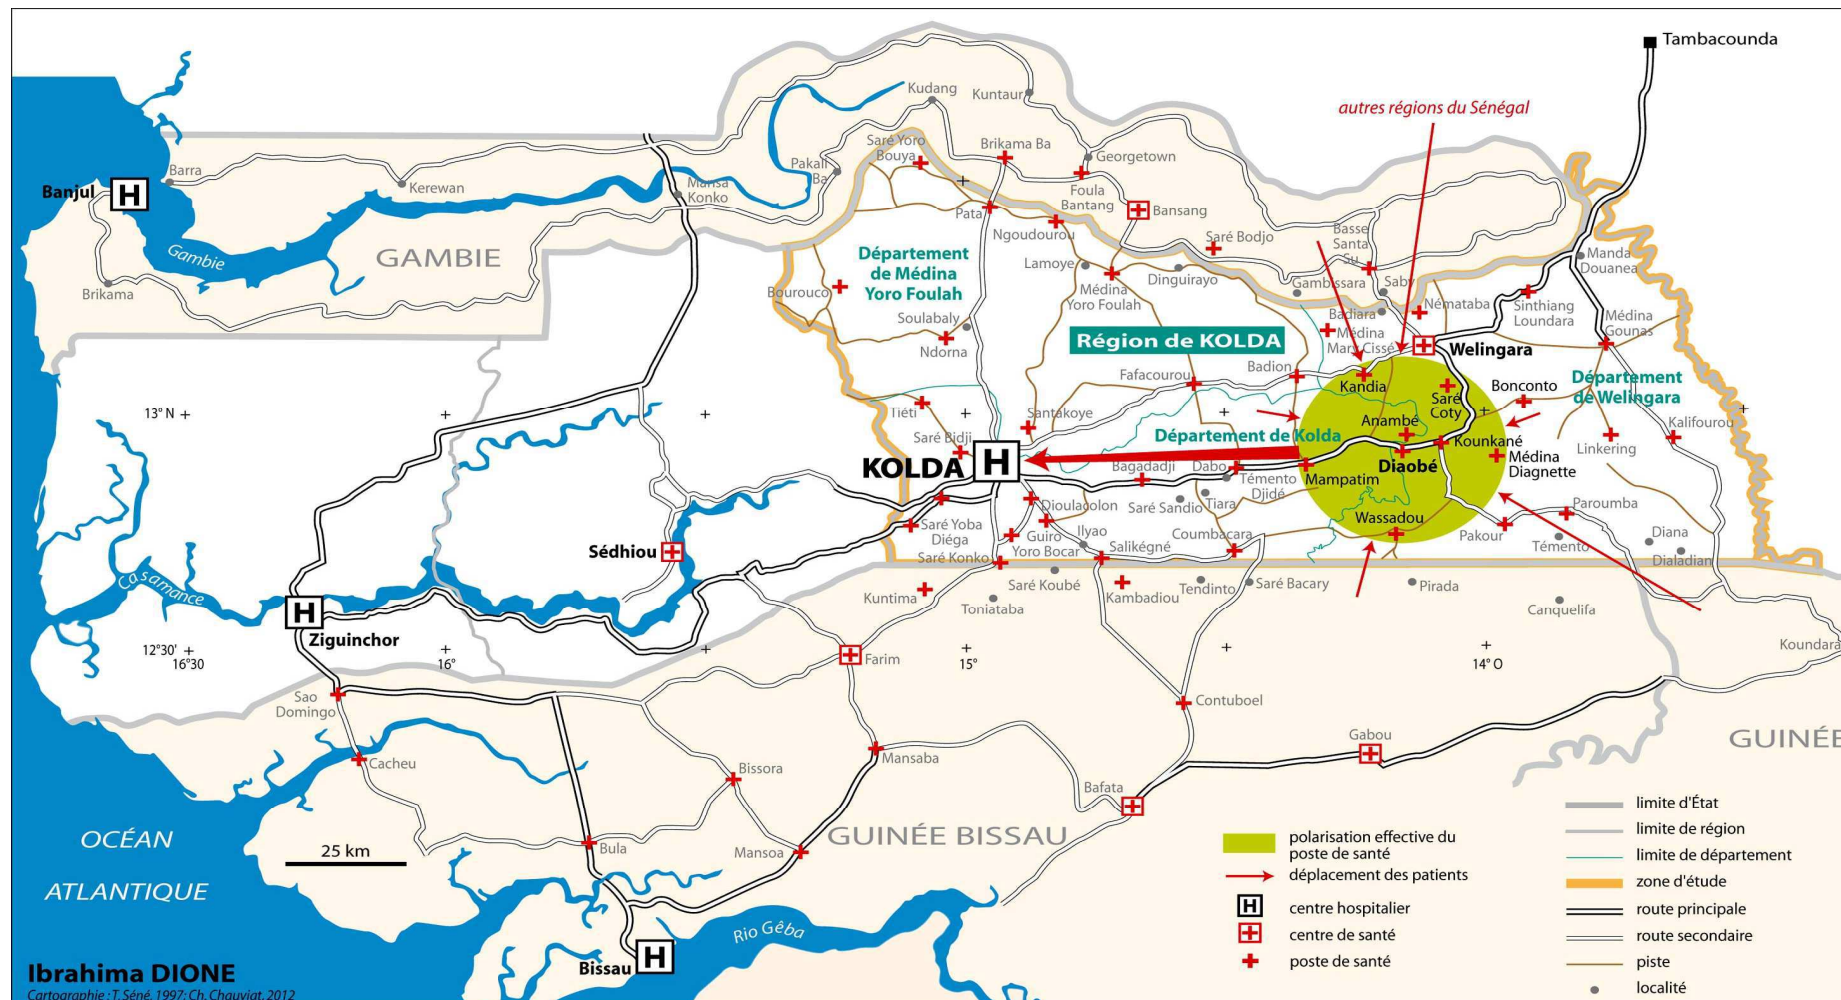 Tambacounda
autres régions du Sénégal
Kudang
Kuntaur
Saré Yoro
Bouya
Brikama Ba
Georgetown
Barra
Banjul
H
Kerewan
Pakali
Ba
Mansa
Konko
Foula
Bantang
Bansang
Pata
Ngoudourou
Saré Bodjo
Basse
Santa
Su
GAMBIE
Gambie
Brikama
Département
de Médina
Yoro Foulah
Lamoye
Médina
Yoro Foulah
Dinguirayo
Gambissara
Saby
Manda
Douanea
Bourouco
Soulabaly
Ndorna
Badiara
Némataba
Sinthiang
Loundara
Médina
Gounas
Région de KOLDA
Médina
Mary Cissé
Welingara
Fafacourou
Badion
Kandia
Saré
Coty
Bonconto
Département
de Welingara
13° N
Tiéti
Santakoye
Anambé
Kalifourou
Saré Bidji
Département de Kolda
Kounkané
Linkering
KOLDA
H
Bagadadji
Dabo
Diaobé
Médina
Diagnette
Témento
Djidé
Mampatim
Dioulacolon
Saré Sandio
Tiara
Paroumba
Saré Yoba
Diéga
Guiro
Yoro Bocar
Ilyao
Coumbacara
Wassadou
Pakour
Témento
Diana
Dialadian
Sédhiou
Saré Konko
Salikégné
Casamance
Kuntima
Saré Koubé
Toniataba
Kambadiou
Tendinto
Saré Bacary
Pirada
Canquelifa
H
Ziguinchor
12°30'
16°30
16°
15°
14° O
Koundara
Farim
Sao
Domingo
Contuboel
Gabou
GUINÉE
Cacheu
Bissora
Mansaba
Bafata
OCÉAN
ATLANTIQUE
25 km
Bula
Mansoa
GUINÉE BISSAU
Rio Gêba
Bissau
H
polarisation effective du
poste de santé
déplacement des patients
H
centre hospitalier
centre de santé
poste de santé
limite d'État
limite de région
limite de département
zone d'étude
route principale
route secondaire
piste
localité
Ibrahima DIONE
Cartographie : T. Séné, 1997; Ch. Chauviat, 2012